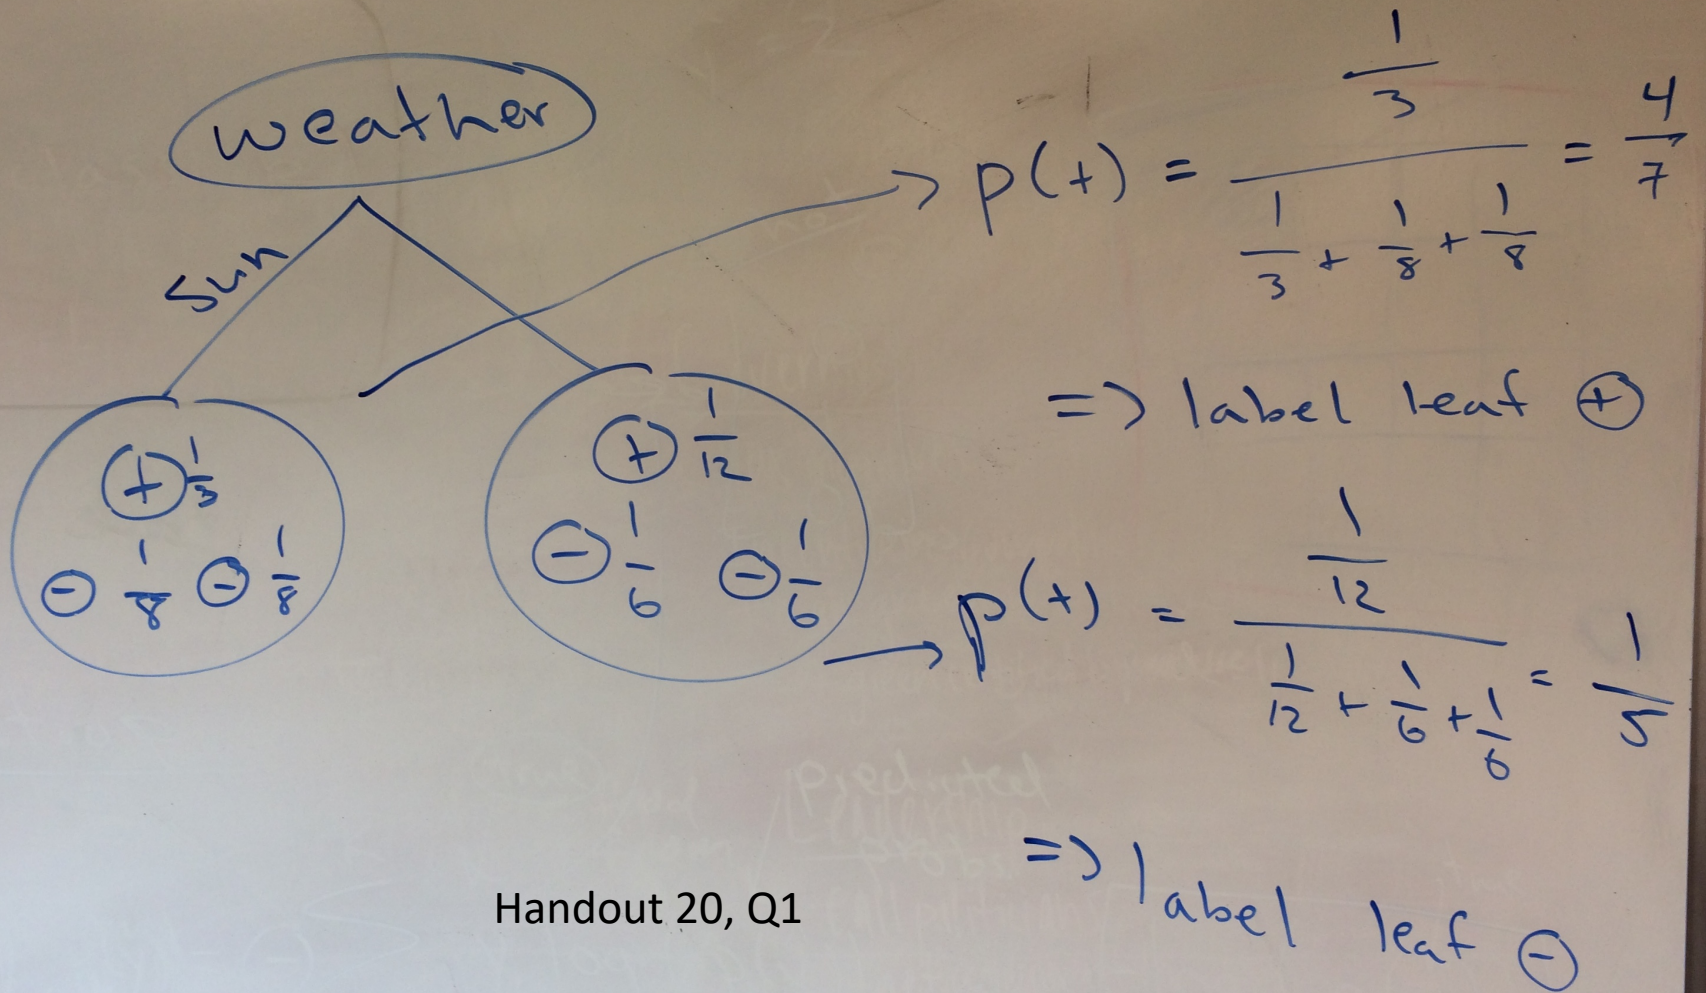 weather
sun
+ 1/3
- 1/8 - 1/8
+ 1/12
- 1/6 - 1/6
p(+) = (1/3) / (1/3 + 1/8 + 1/8) = 4/7
=> label leaf +
p(+) = (1/12) / (1/12 + 1/6 + 1/6) = 1/5
=> label leaf -
Handout 20, Q1